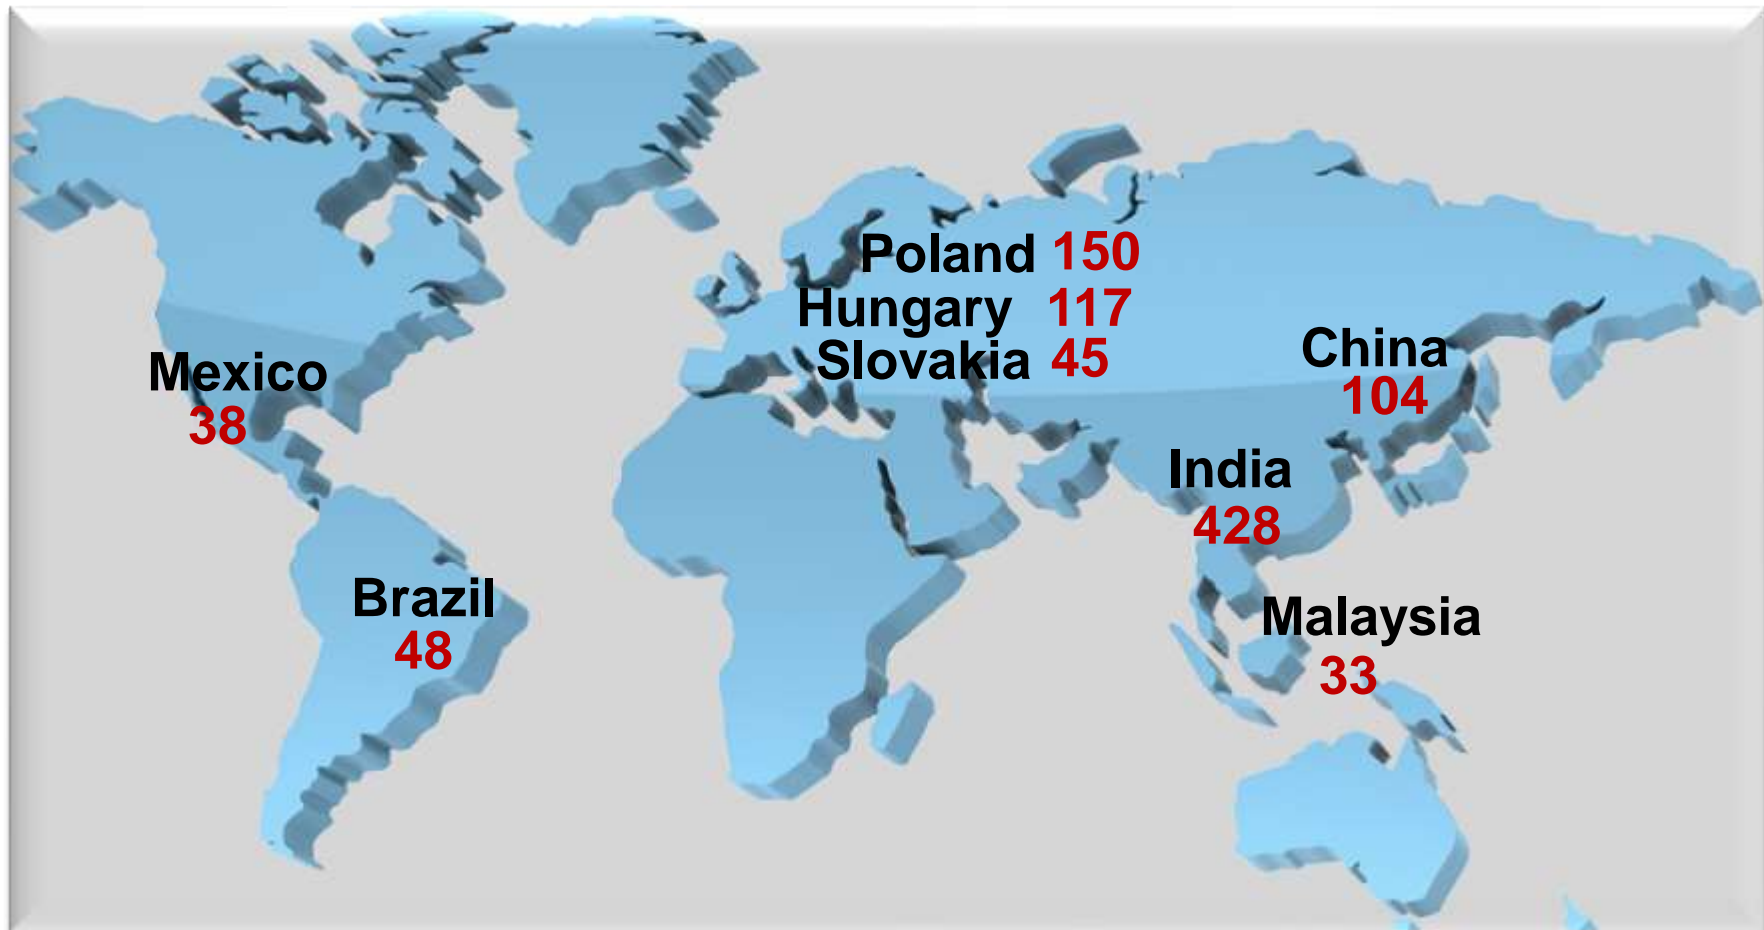 Poland 150
Hungary 117
Slovakia 45
China
104
Mexico
38
India
428
Brazil
48
Malaysia
33